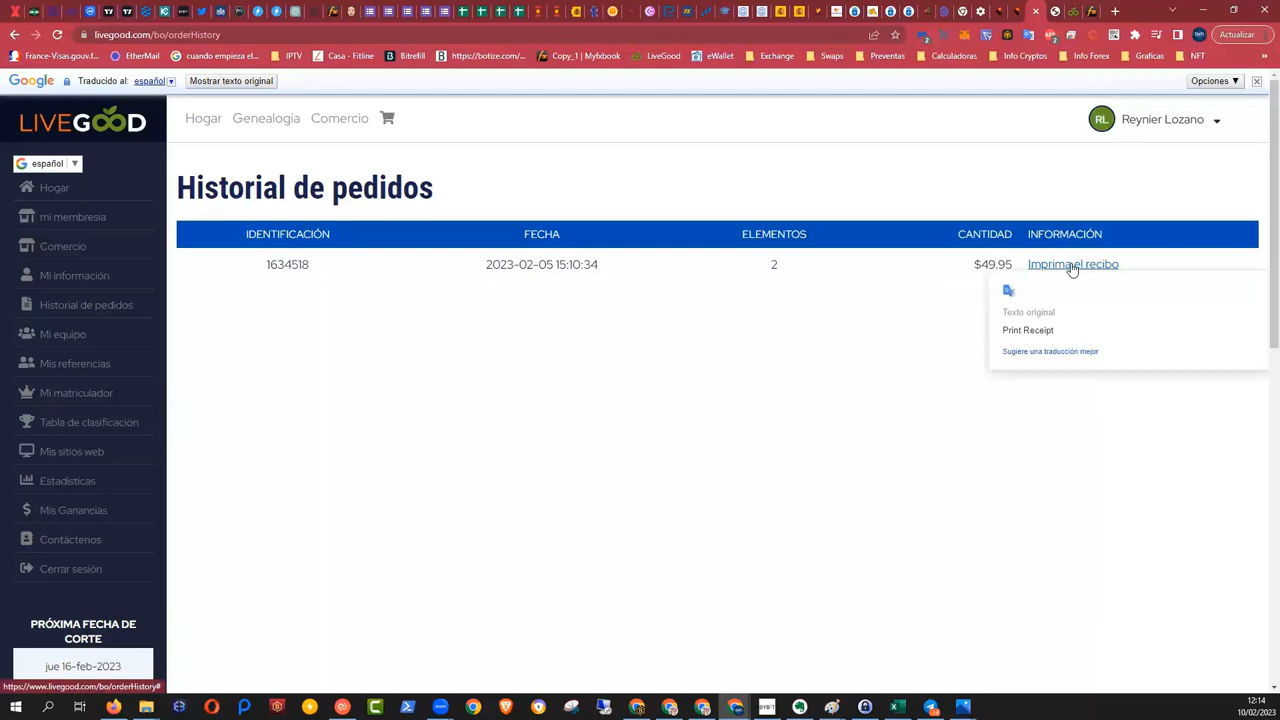 livegood.com/bo/orderHistory
Actualizar
France-Visas.gouv.f...
EtherMail
cuando empieza el...
IPTV
Casa - Fitline
Bitrefill
https://botize.com/...
Copy_1 | Myfxbook
LiveGood
eWallet
Exchange
Swaps
Preventas
Calculadoras
Info Cryptos
Info Forex
Graficas
NFT
Google
Traducido al: español
Mostrar texto original
Opciones ▼
LIVEGOOD
Hogar
Genealogía
Comercio
RL
Reynier Lozano
español
Hogar
mi membresía
Comercio
Mi información
Historial de pedidos
Mi equipo
Mis referencias
Mi matriculador
Tabla de clasificación
Mis sitios web
Estadísticas
Mis Ganancias
Contáctenos
Cerrar sesión
PRÓXIMA FECHA DE
CORTE
jue 16-feb-2023
Historial de pedidos
IDENTIFICACIÓN FECHA ELEMENTOS CANTIDAD INFORMACIÓN
1634518 2023-02-05 15:10:34 2 $49.95 Imprima el recibo
Texto original
Print Receipt
Sugiere una traducción mejor
https://www.livegood.com/bo/orderHistory#
12:14
10/02/2023